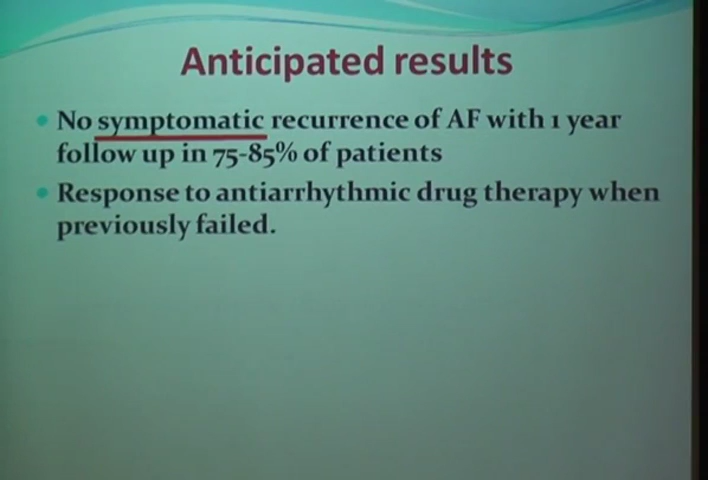 Anticipated results
No symptomatic recurrence of AF with 1 year
follow up in 75-85% of patients
Response to antiarrhythmic drug therapy when
previously failed.